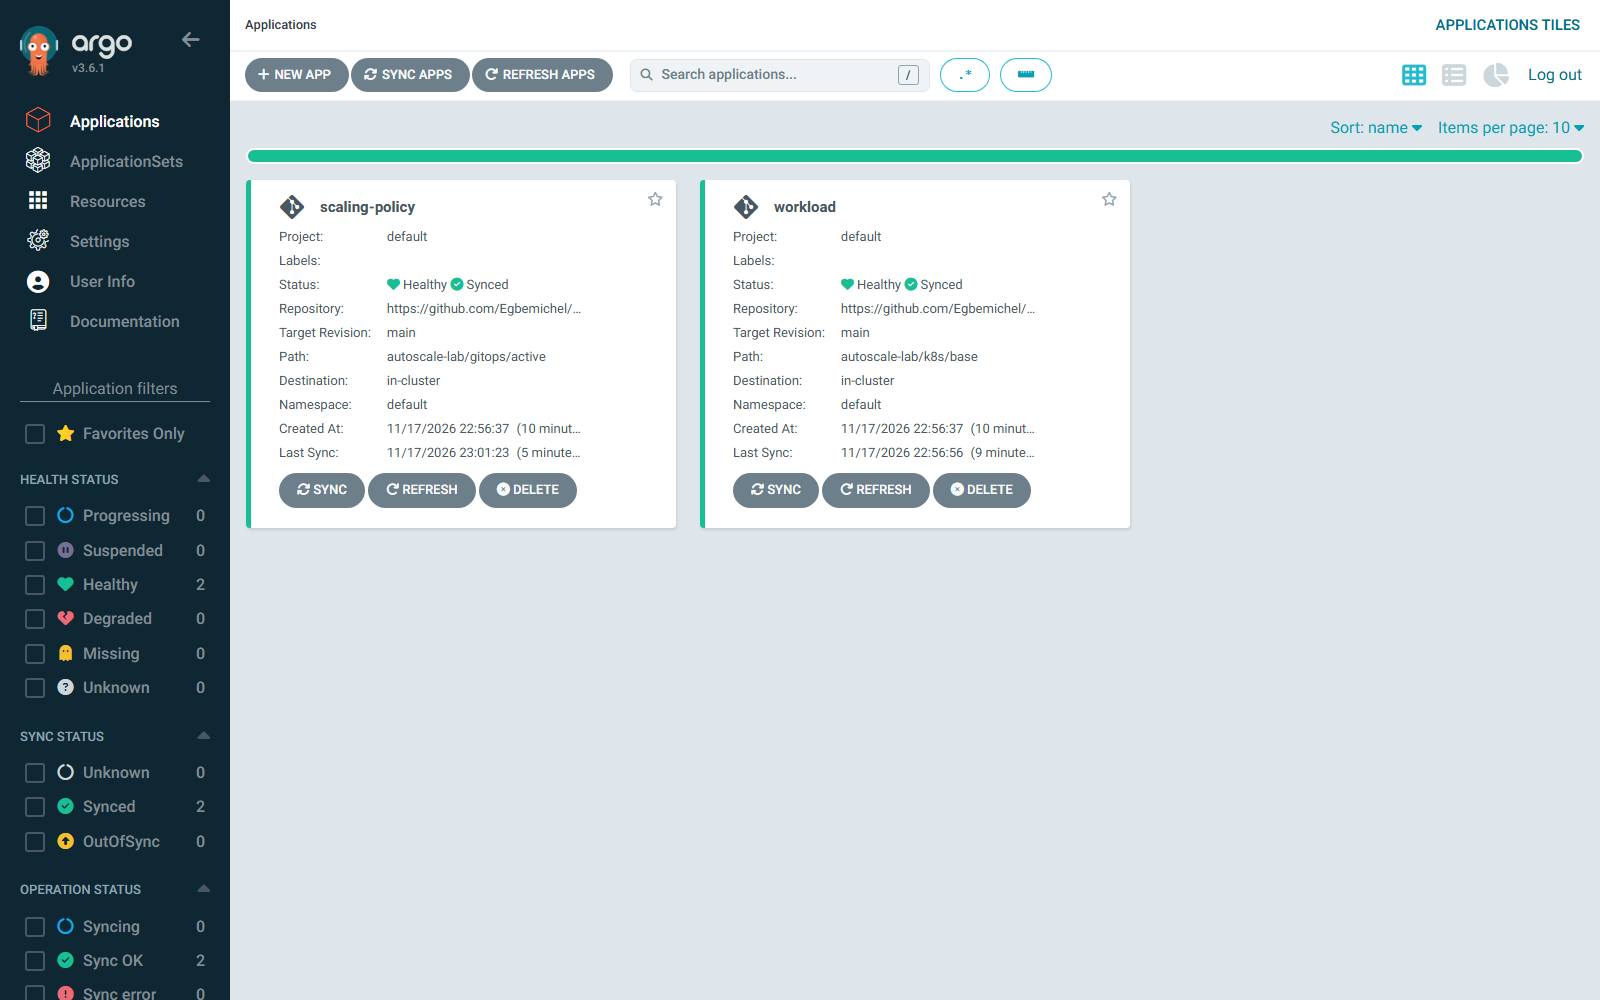 argo
v3.6.1
Applications
ApplicationSets
Resources
Settings
User Info
Documentation
Application filters
Favorites Only
HEALTH STATUS
Progressing 0
Suspended 0
Healthy 2
Degraded 0
Missing 0
Unknown 0
SYNC STATUS
Unknown 0
Synced 2
OutOfSync 0
OPERATION STATUS
Syncing 0
Sync OK 2
Sync error 0
Applications
APPLICATIONS TILES
+ NEW APP
SYNC APPS
REFRESH APPS
Search applications...
/
.*
Log out
Sort: name
Items per page: 10
scaling-policy
Project: default
Labels:
Status: Healthy Synced
Repository: https://github.com/Egbemichel/...
Target Revision: main
Path: autoscale-lab/gitops/active
Destination: in-cluster
Namespace: default
Created At: 11/17/2026 22:56:37 (10 minut...
Last Sync: 11/17/2026 23:01:23 (5 minute...
SYNC
REFRESH
DELETE
workload
Project: default
Labels:
Status: Healthy Synced
Repository: https://github.com/Egbemichel/...
Target Revision: main
Path: autoscale-lab/k8s/base
Destination: in-cluster
Namespace: default
Created At: 11/17/2026 22:56:37 (10 minut...
Last Sync: 11/17/2026 22:56:56 (9 minute...
SYNC
REFRESH
DELETE